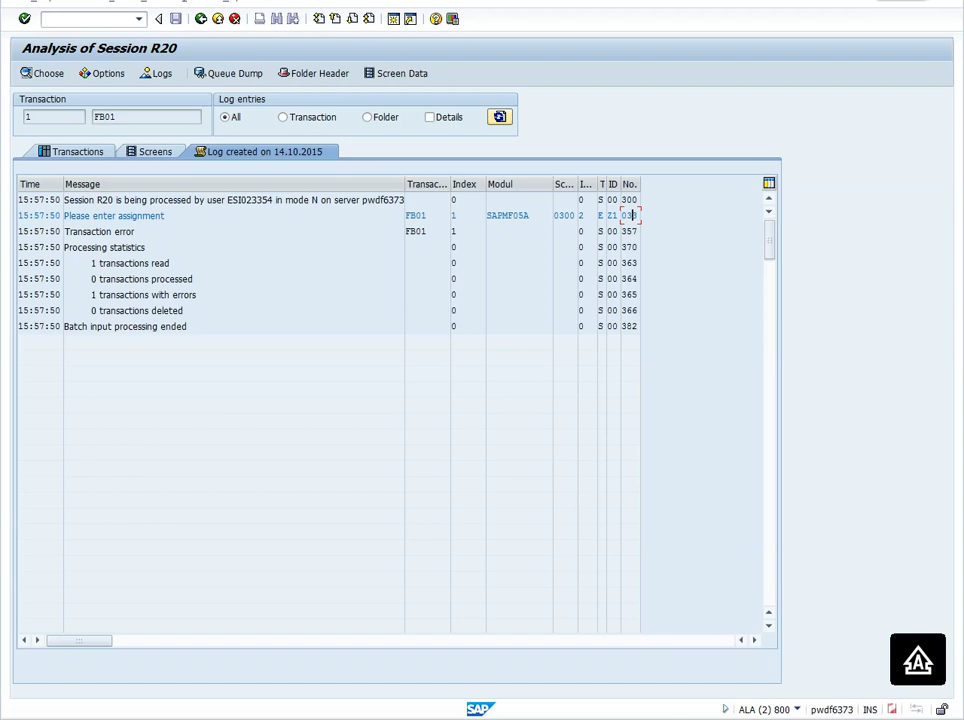 Analysis of Session R20
Choose Options Logs Queue Dump Folder Header Screen Data
Transaction Log entries
1 FB01 All Transaction Folder Details
Transactions Screens Log created on 14.10.2015
Time Message Transac... Index Modul Sc... I... T ID No.
15:57:50 Session R20 is being processed by user ESI023354 in mode N on server pwdf6373 0 0 S 00 300
15:57:50 Please enter assignment FB01 1 SAPMF05A 0300 2 E Z1
15:57:50 Transaction error FB01 1 0 S 00 357
15:57:50 Processing statistics 0 0 S 00 370
15:57:50 1 transactions read 0 0 S 00 363
15:57:50 0 transactions processed 0 0 S 00 364
15:57:50 1 transactions with errors 0 0 S 00 365
15:57:50 0 transactions deleted 0 0 S 00 366
15:57:50 Batch input processing ended 0 0 S 00 382
A
SAP ALA (2) 800 pwdf6373 INS